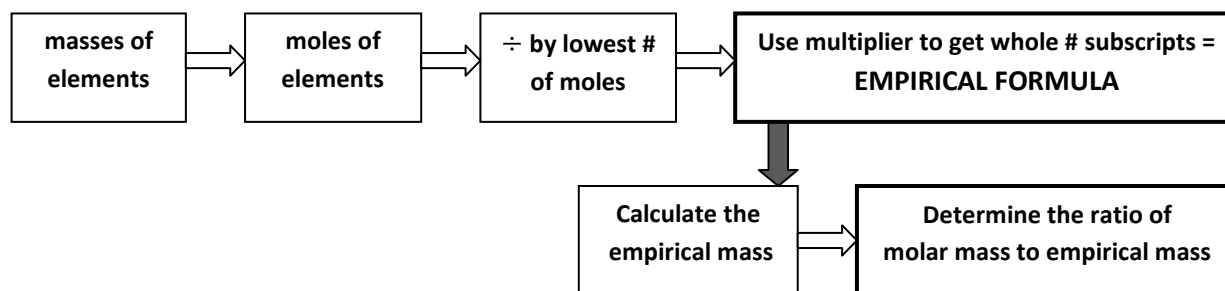 masses of
elements
moles of
elements
÷ by lowest #
of moles
Use multiplier to get whole # subscripts =
EMPIRICAL FORMULA
Calculate the
empirical mass
Determine the ratio of
molar mass to empirical mass